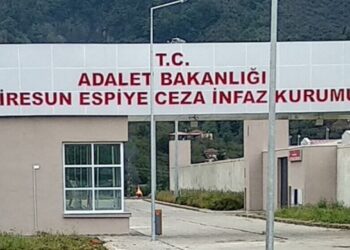 T.C.
ADALET BAKANLIĞI
İRESUN ESPİYE CEZA İNFAZ KURUMU